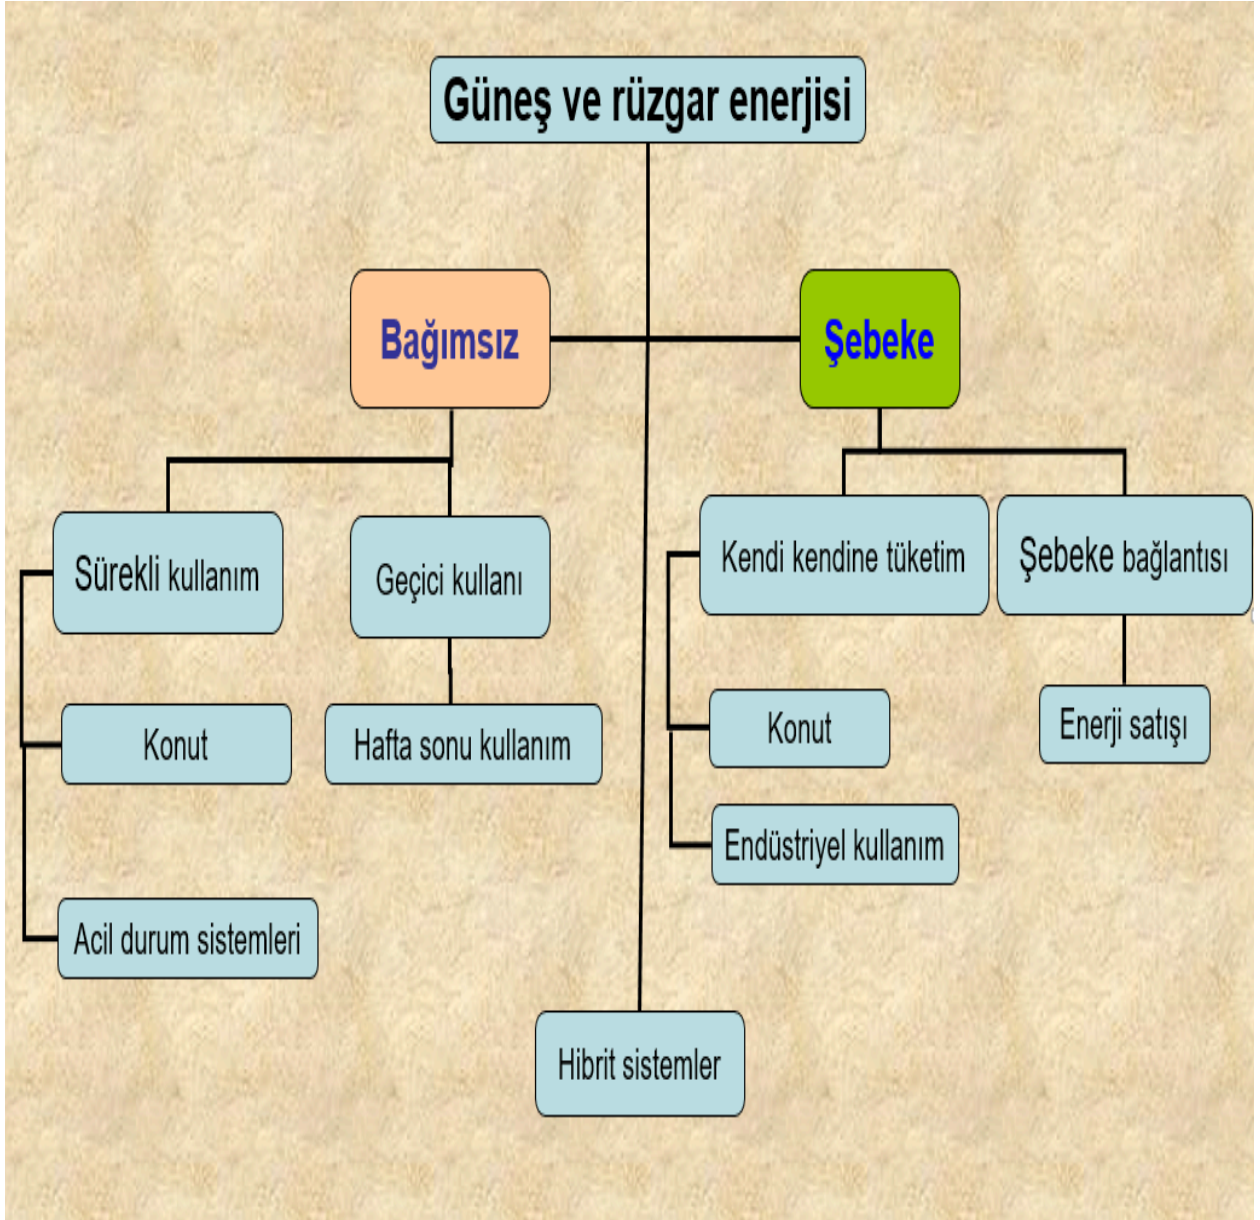 Güneş ve rüzgar enerjisi
Bağımsız
Şebeke
Sürekli kullanım
Geçici kullanı
Kendi kendine tüketim
Şebeke bağlantısı
Konut
Hafta sonu kullanım
Konut
Enerji satışı
Endüstriyel kullanım
Acil durum sistemleri
Hibrit sistemler